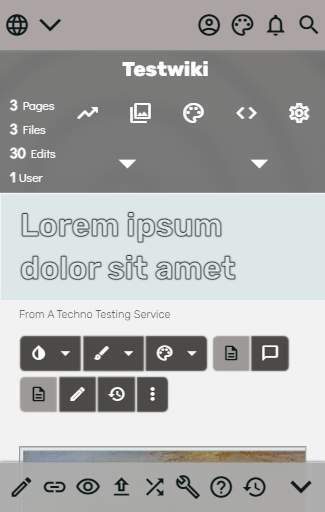 Testwiki
3 Pages
3 Files
30 Edits
1 User
Lorem ipsum
dolor sit amet
From A Techno Testing Service